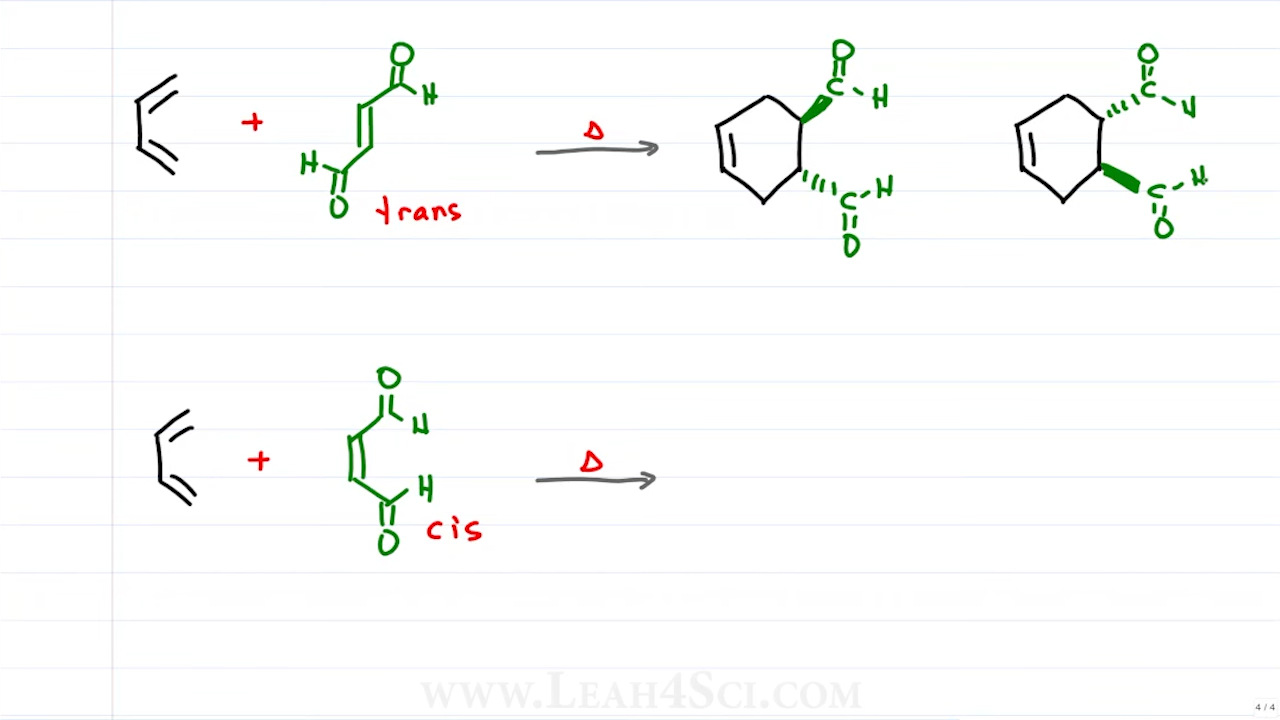 O O O
C H C H
+ H Δ
H C H C H
O trans O O
O
H
+ Δ
H
O cis
www.Leah4Sci.com
4 / 4